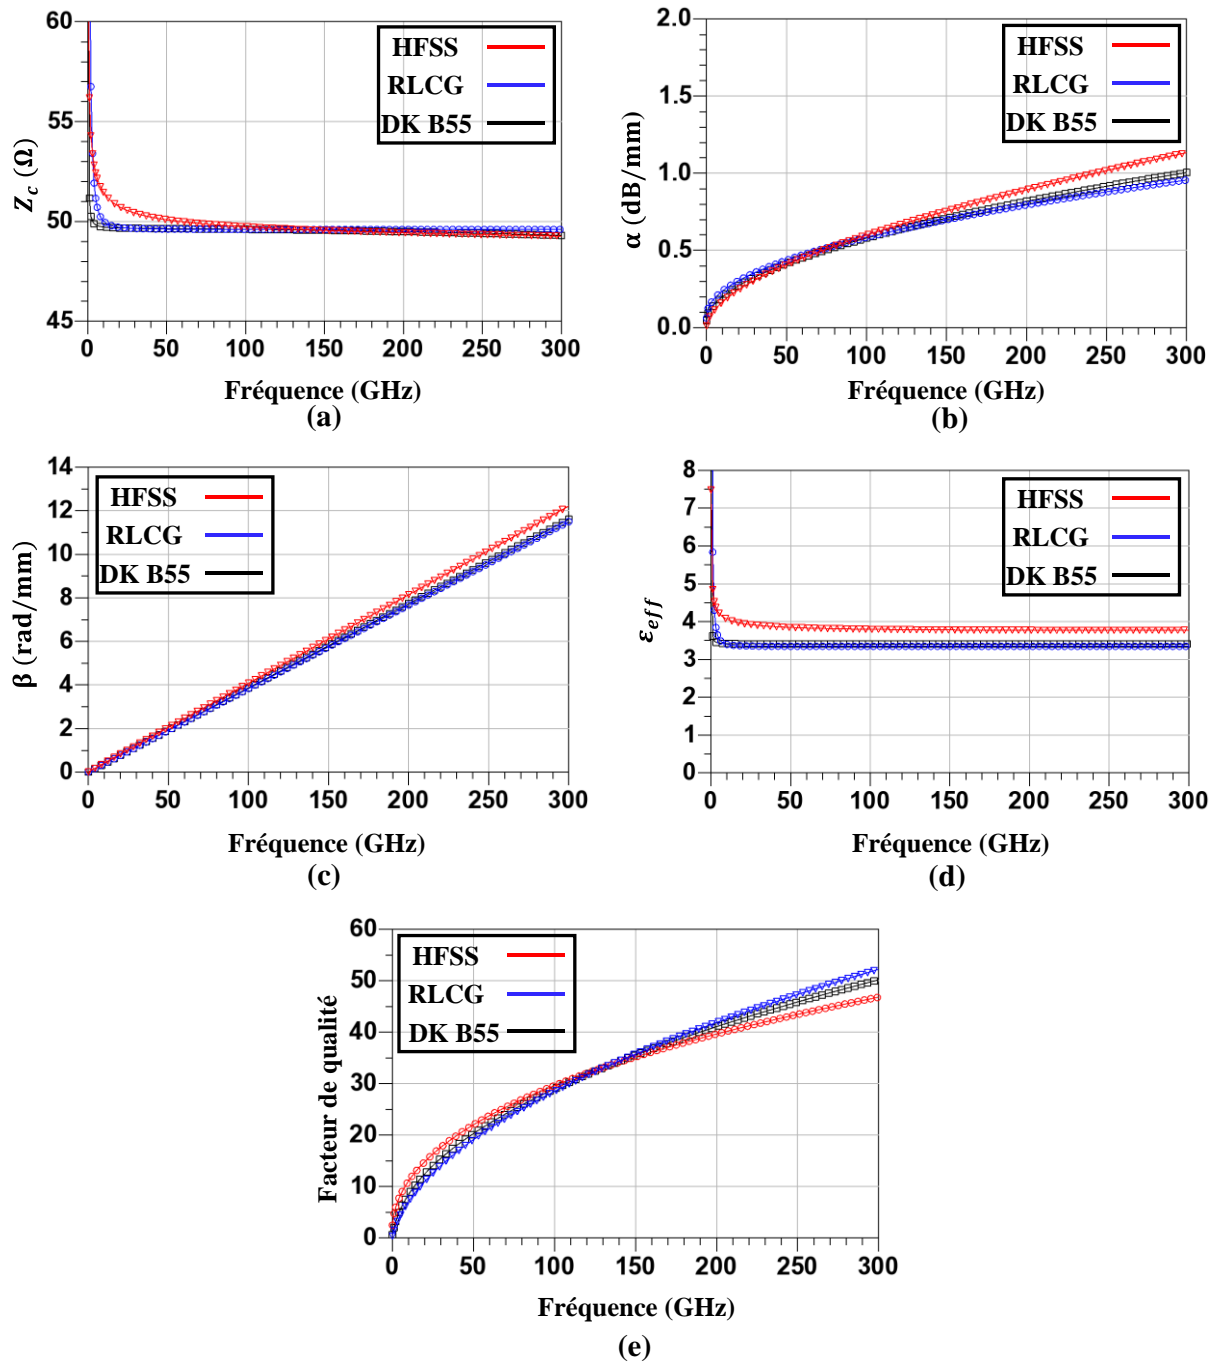 60
55
50
45
Z_c (Ω)
HFSS
RLCG
DK B55
0 50 100 150 200 250 300
Fréquence (GHz)
(a)
2.0
1.5
1.0
0.5
0.0
α (dB/mm)
HFSS
RLCG
DK B55
0 50 100 150 200 250 300
Fréquence (GHz)
(b)
14
12
10
8
6
4
2
0
β (rad/mm)
HFSS
RLCG
DK B55
0 50 100 150 200 250 300
Fréquence (GHz)
(c)
8
7
6
5
4
3
2
1
0
ε_eff
HFSS
RLCG
DK B55
0 50 100 150 200 250 300
Fréquence (GHz)
(d)
60
50
40
30
20
10
0
Facteur de qualité
HFSS
RLCG
DK B55
0 50 100 150 200 250 300
Fréquence (GHz)
(e)